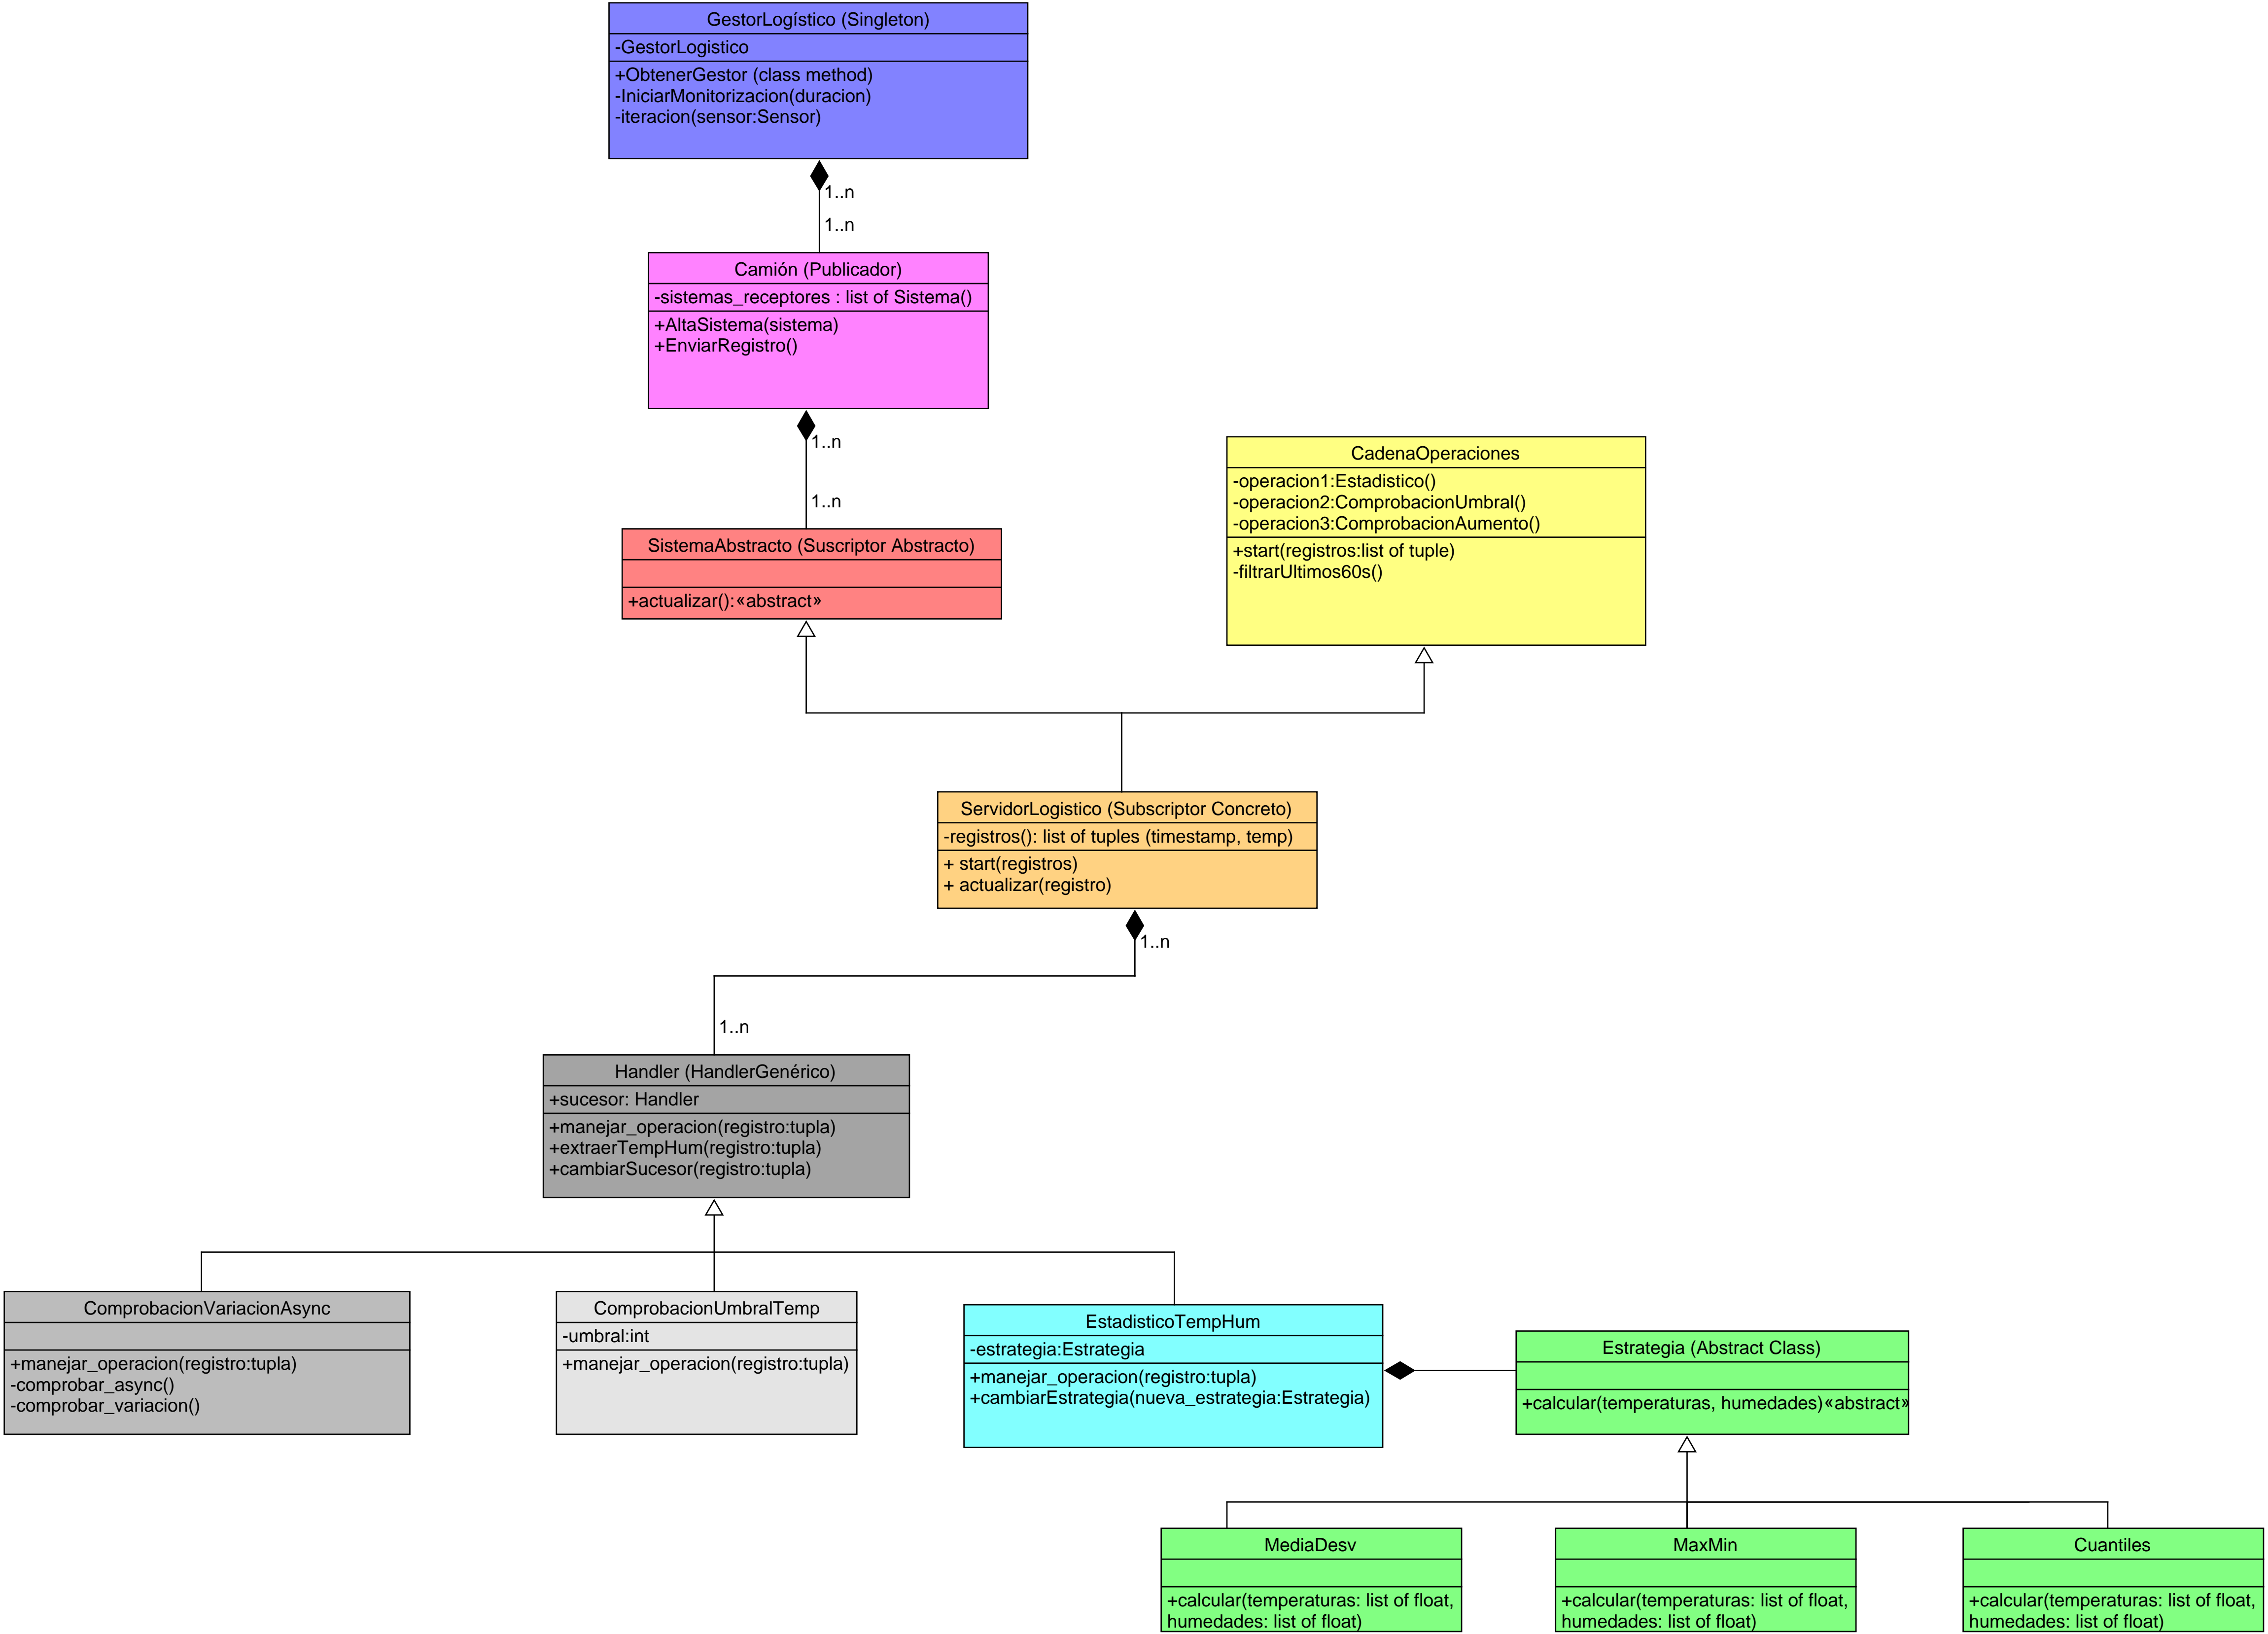 GestorLogístico (Singleton)
-GestorLogistico
+ObtenerGestor (class method)
-IniciarMonitorizacion(duracion)
-iteracion(sensor:Sensor)
1..n
1..n
Camión (Publicador)
-sistemas_receptores : list of Sistema()
+AltaSistema(sistema)
+EnviarRegistro()
1..n
1..n
CadenaOperaciones
-operacion1:Estadistico()
-operacion2:ComprobacionUmbral()
-operacion3:ComprobacionAumento()
+start(registros:list of tuple)
-filtrarUltimos60s()
SistemaAbstracto (Suscriptor Abstracto)
+actualizar():«abstract»
ServidorLogistico (Subscriptor Concreto)
-registros(): list of tuples (timestamp, temp)
+ start(registros)
+ actualizar(registro)
1..n
1..n
Handler (HandlerGenérico)
+sucesor: Handler
+manejar_operacion(registro:tupla)
+extraerTempHum(registro:tupla)
+cambiarSucesor(registro:tupla)
ComprobacionVariacionAsync
+manejar_operacion(registro:tupla)
-comprobar_async()
-comprobar_variacion()
ComprobacionUmbralTemp
-umbral:int
+manejar_operacion(registro:tupla)
EstadisticoTempHum
-estrategia:Estrategia
+manejar_operacion(registro:tupla)
+cambiarEstrategia(nueva_estrategia:Estrategia)
Estrategia (Abstract Class)
+calcular(temperaturas, humedades)«abstract»
MediaDesv
+calcular(temperaturas: list of float,
humedades: list of float)
MaxMin
+calcular(temperaturas: list of float,
humedades: list of float)
Cuantiles
+calcular(temperaturas: list of float,
humedades: list of float)